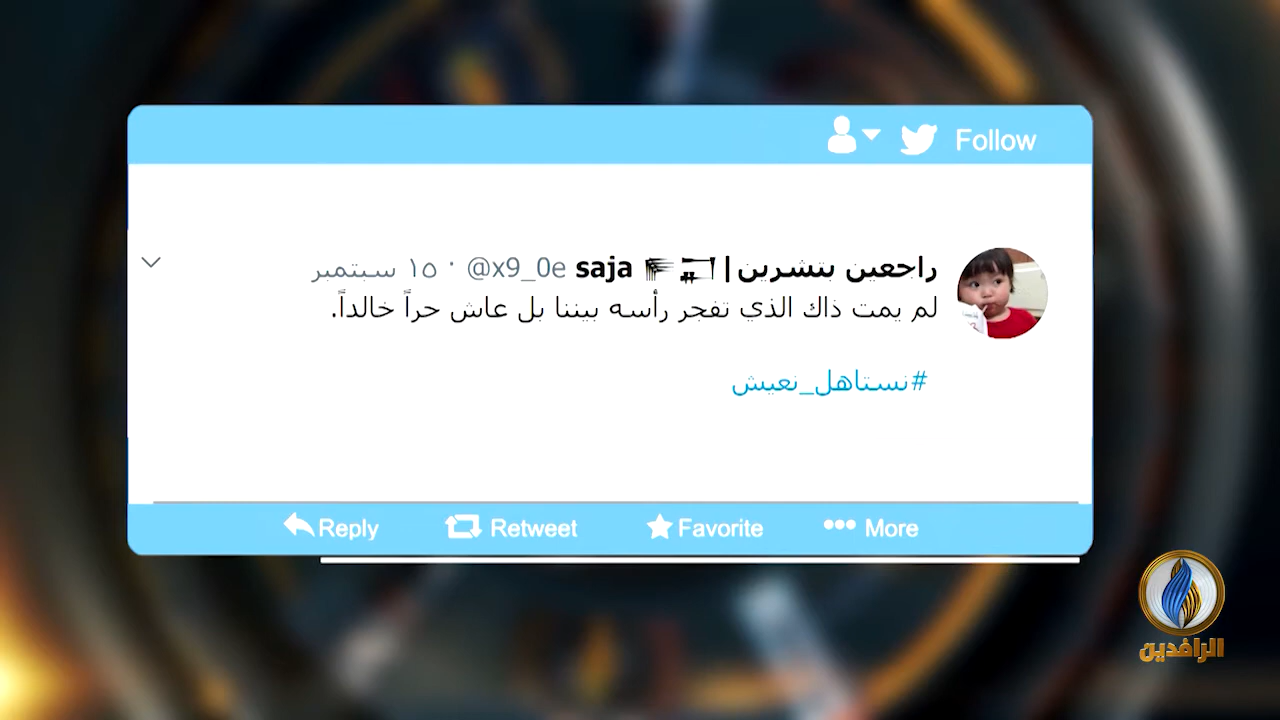 Follow
راجعين بتشرين | saja @x9_0e · ١٥ سبتمبر
لم يمت ذاك الذي تفجر رأسه بيننا بل عاش حراً خالداً.
#نستاهل_نعيش
Reply Retweet Favorite More
الرافدين